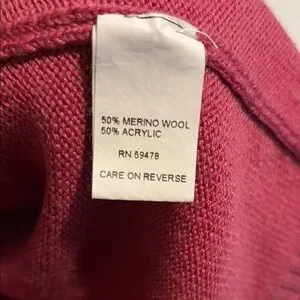 50% MERINO WOOL
50% ACRYLIC
RN 59478
CARE ON REVERSE